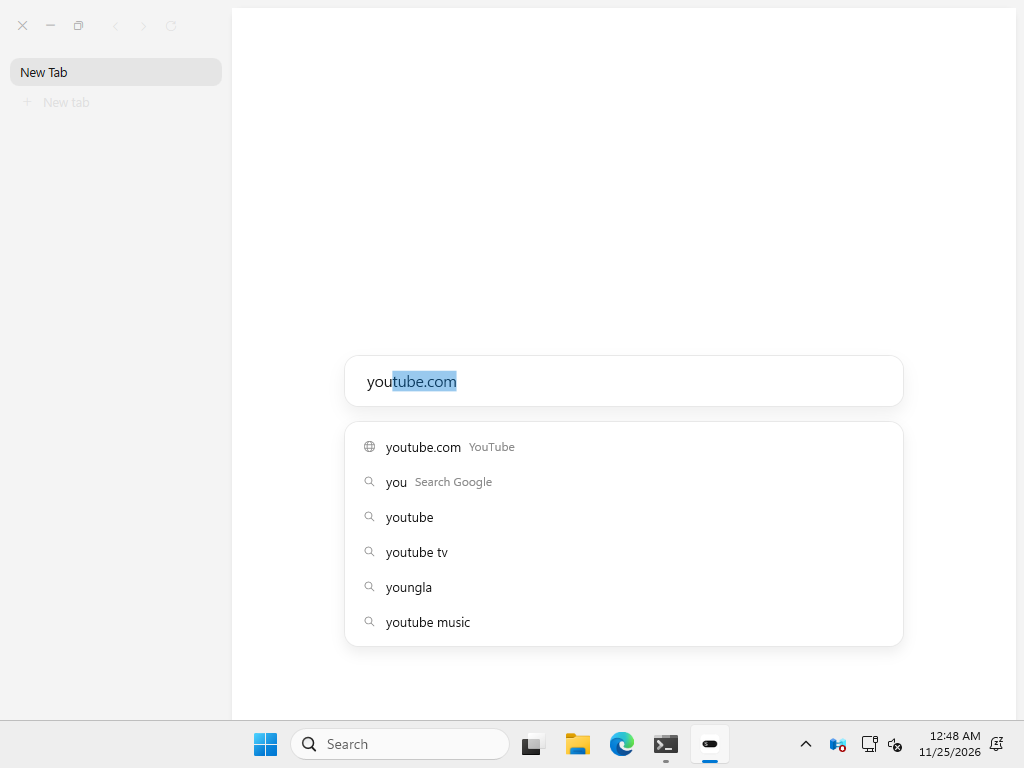 New Tab
+ New tab
youtube.com
youtube.com YouTube
you Search Google
youtube
youtube tv
youngla
youtube music
Search
12:48 AM
11/25/2026